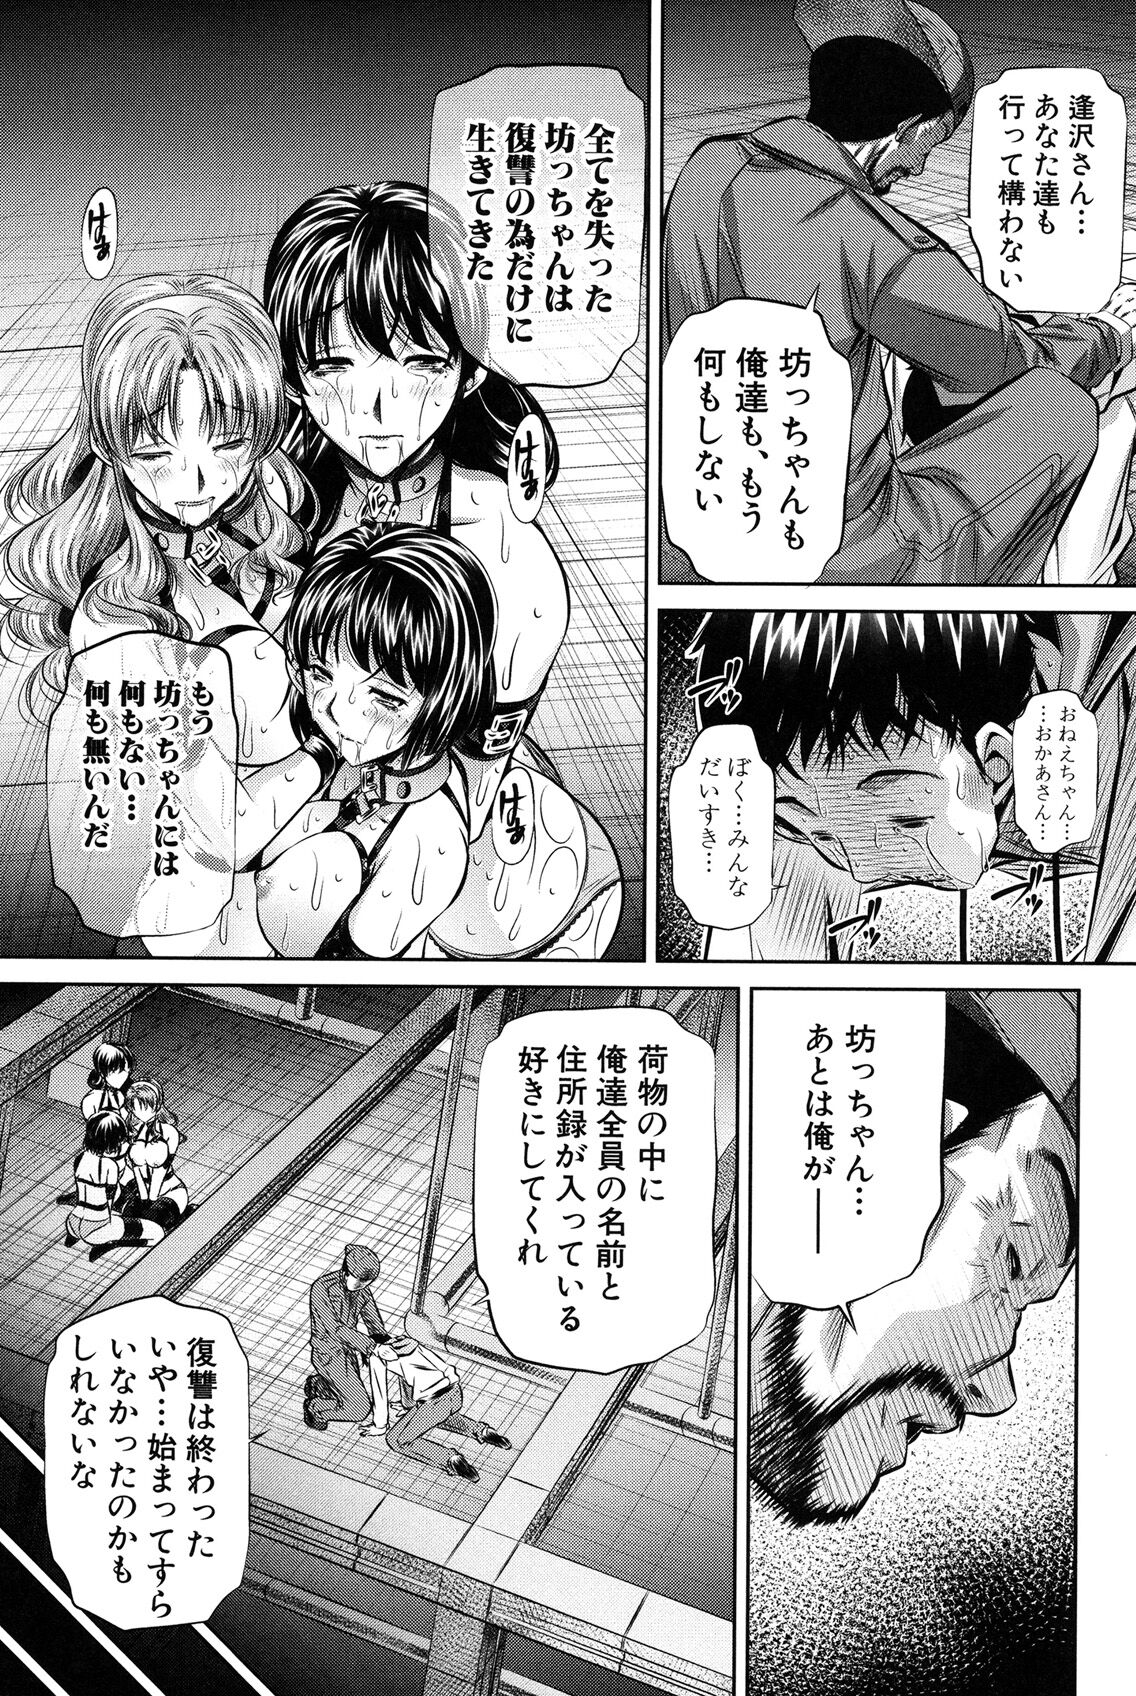 逢沢さん…
あなた達も
行って構わない
坊っちゃんも
俺達も、もう
何もしない
おねえちゃん…
…おかあさん…
ぼく…みんな
だいすき…
全てを失った
坊っちゃんは
復讐の為だけに
生きてきた
はぁ
はぁ
はぁ
もう
坊っちゃんには
何もない…
何も無いんだ
坊っちゃん…
あとは俺が――
荷物の中に
俺達全員の名前と
住所録が入っている
好きにしてくれ
復讐は終わった
いや…始まってすら
いなかったのかも
しれないな